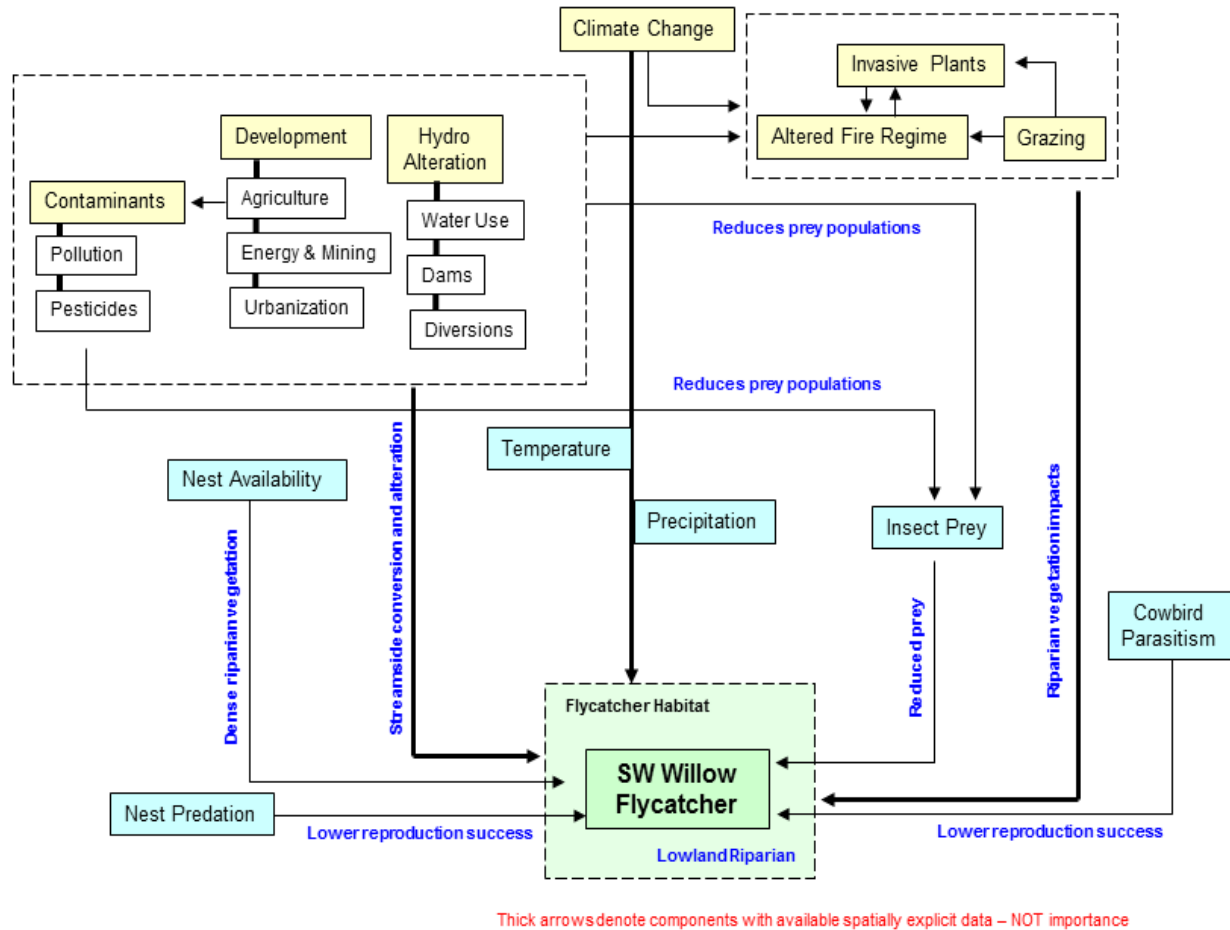 Climate Change
Invasive Plants
Altered Fire Regime
Grazing
Development
Hydro
Alteration
Contaminants
Agriculture
Water Use
Pollution
Energy & Mining
Dams
Pesticides
Urbanization
Diversions
Reduces prey populations
Reduces prey populations
Nest Availability
Temperature
Precipitation
Insect Prey
Cowbird
Parasitism
Dense riparian vegetation
Streamside conversion and alteration
Reduced prey
Riparian vegetation impacts
Flycatcher Habitat
SW Willow
Flycatcher
Lowland Riparian
Nest Predation
Lower reproduction success
Lower reproduction success
Thick arrows denote components with available spatially explicit data – NOT importance